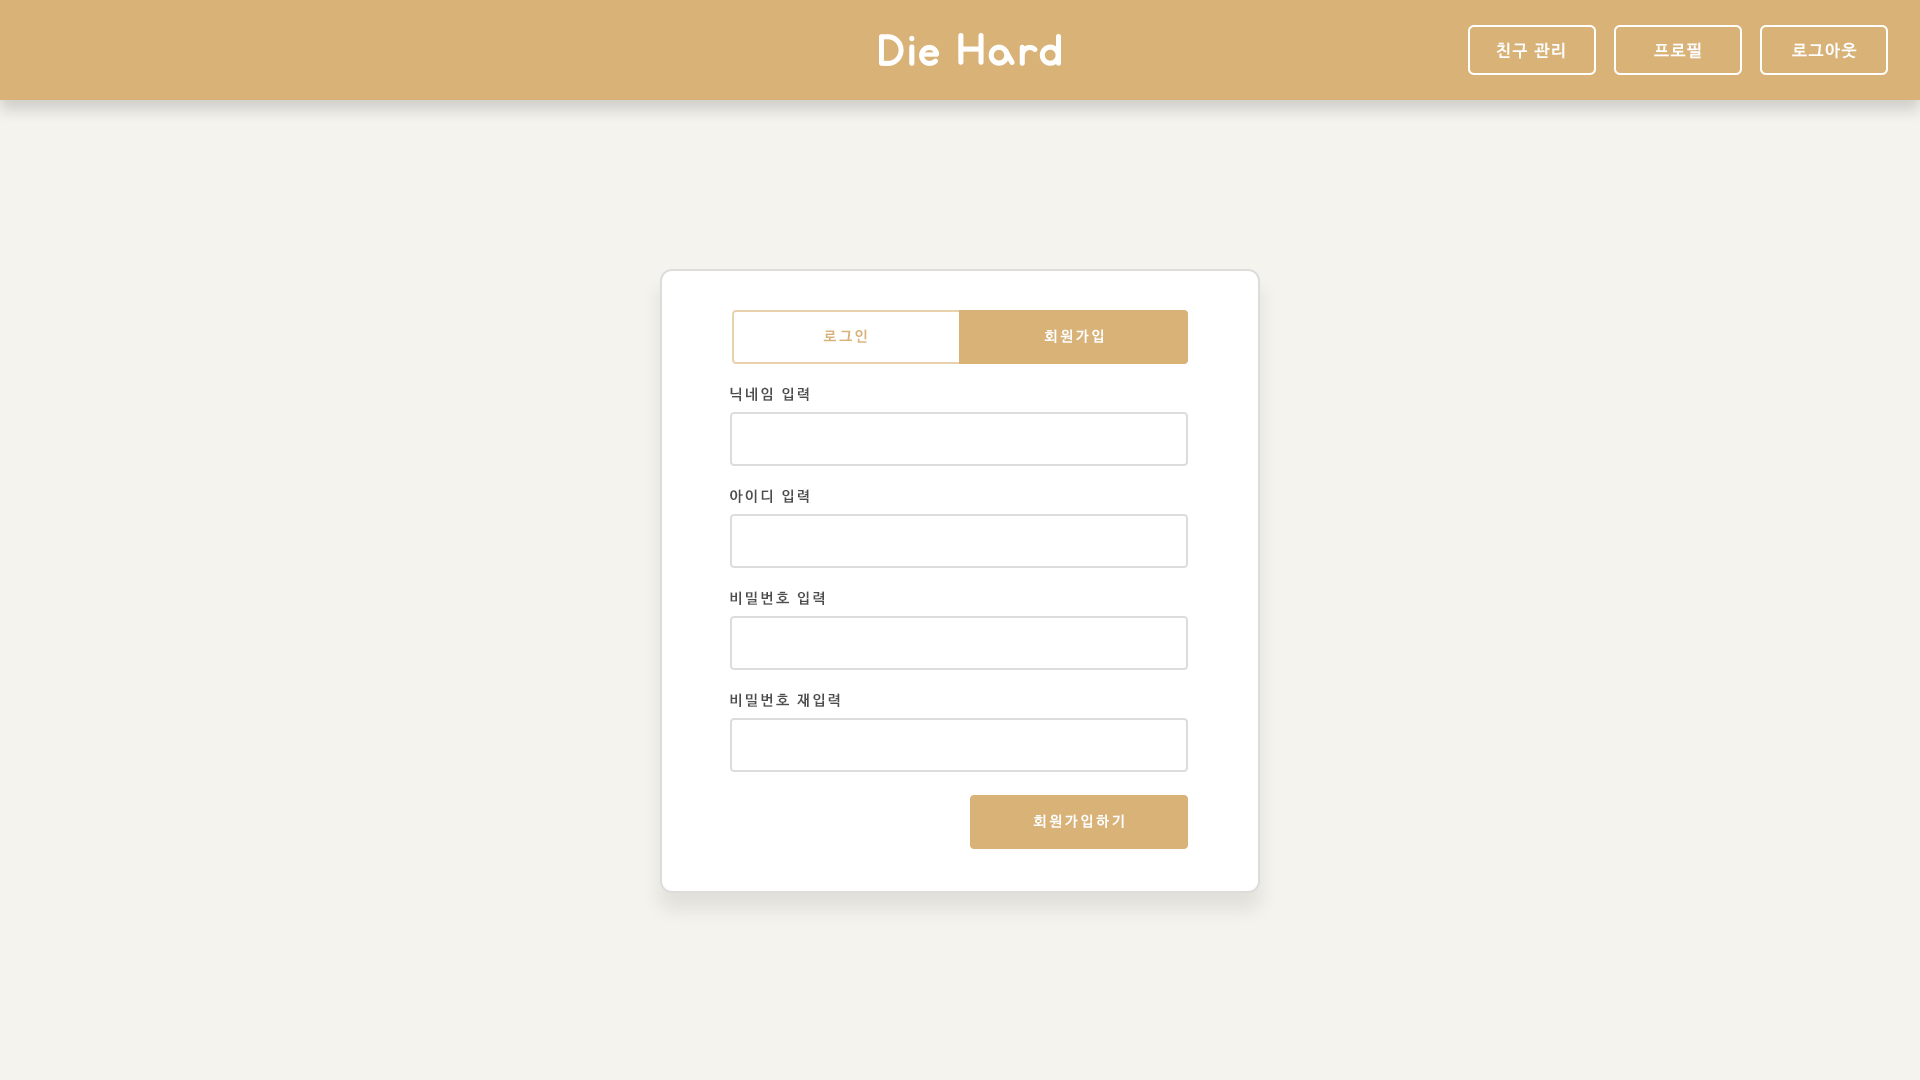 Die Hard
친구 관리
프로필
로그아웃
로그인
회원가입
닉네임 입력
아이디 입력
비밀번호 입력
비밀번호 재입력
회원가입하기